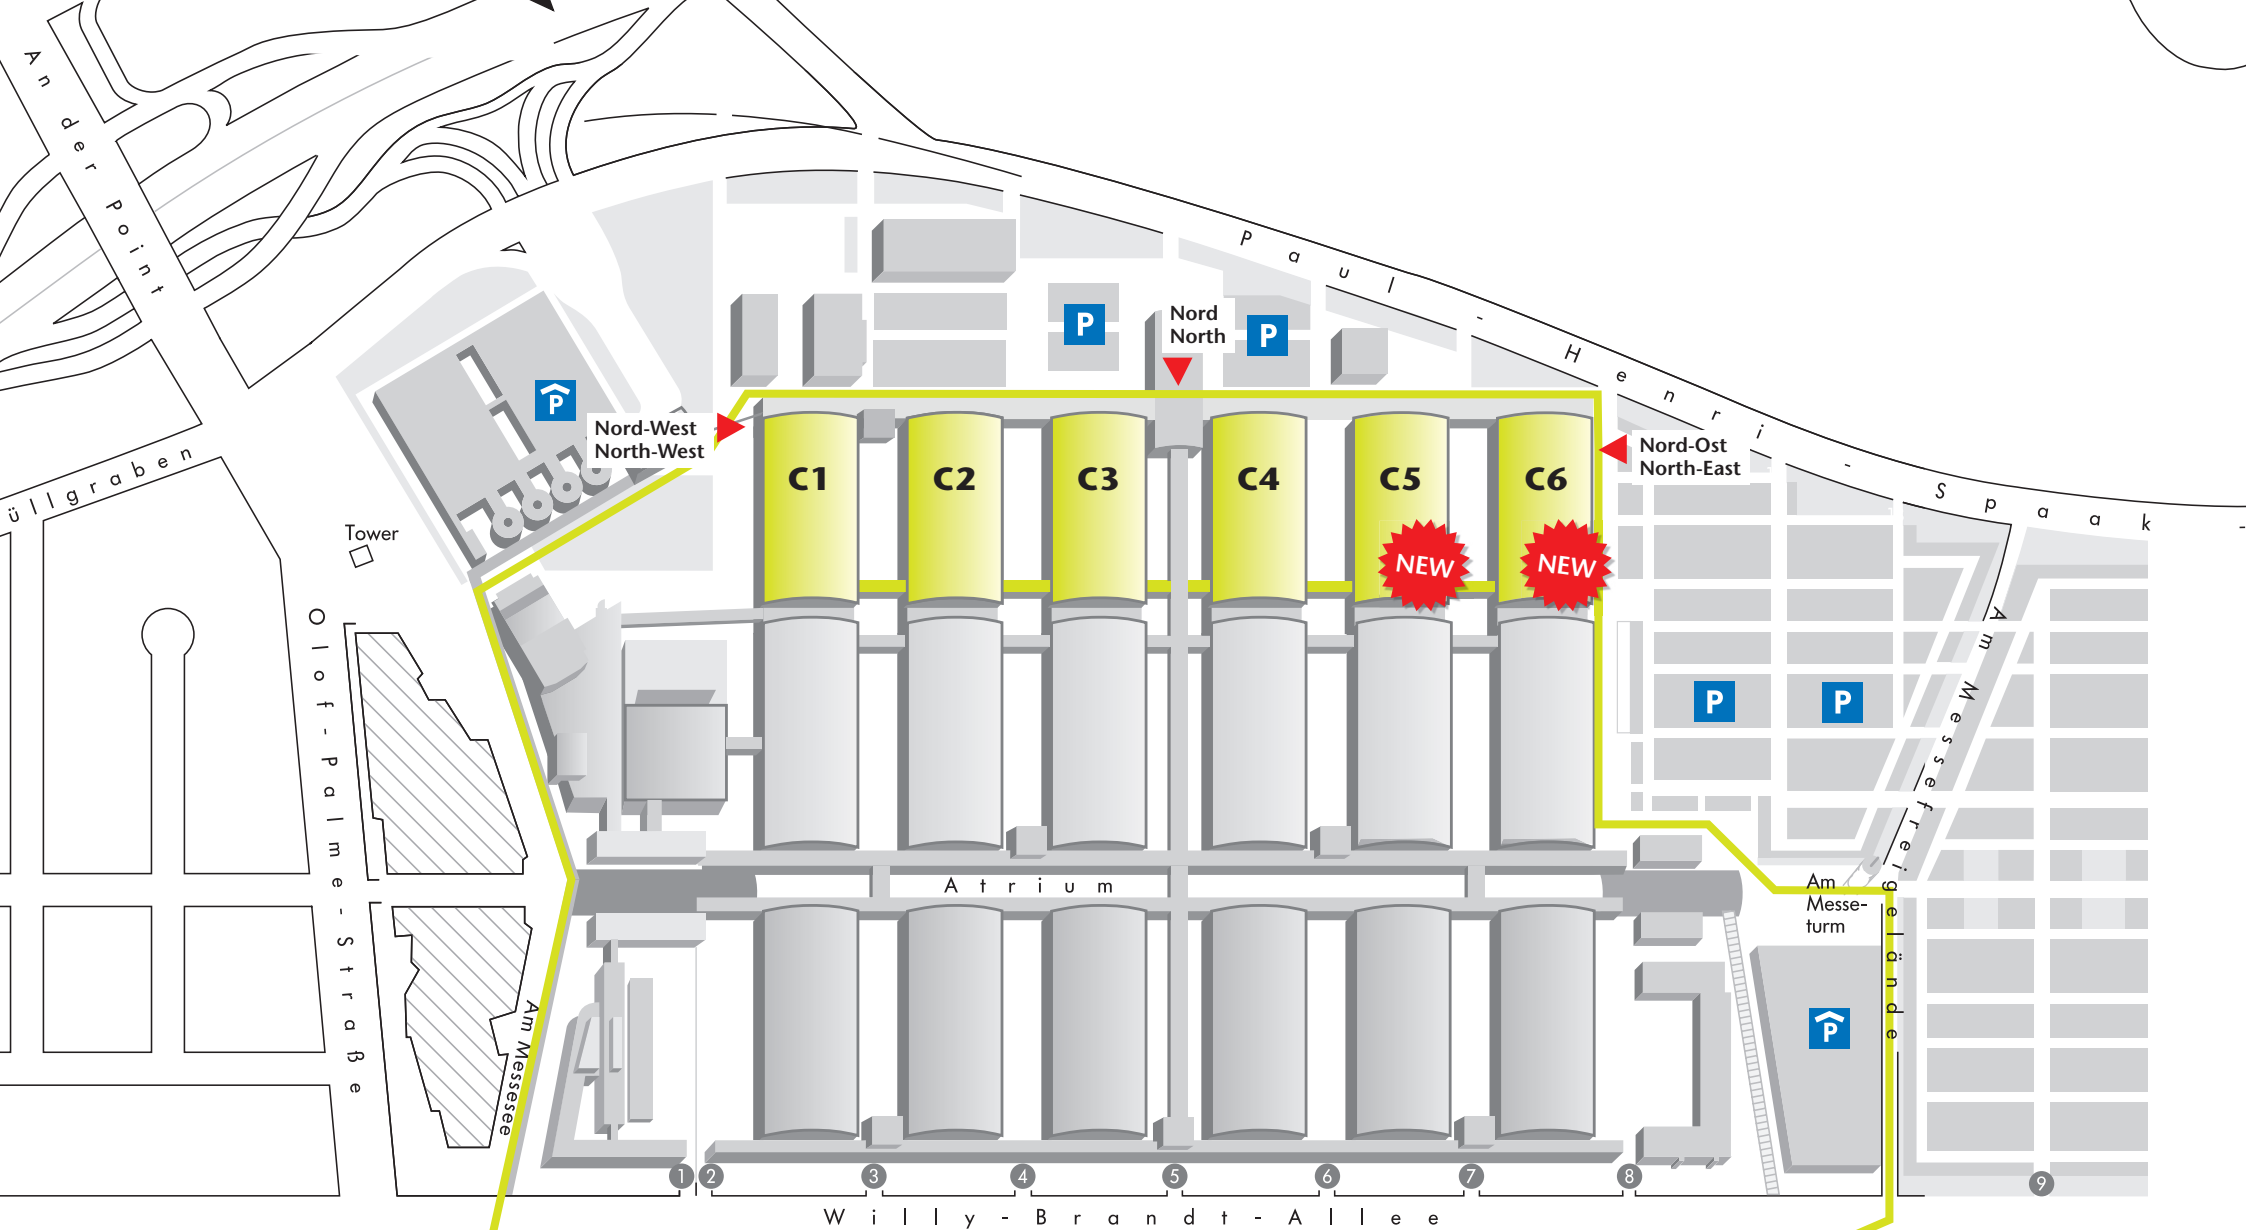 An der Point
Paul-Henri-Spaak-
P
Nord
North
P
P
Nord-West
North-West
Nord-Ost
North-East
C1
C2
C3
C4
C5
C6
NEW
NEW
üllgraben
Tower
Olof-Palme-Straße
Am Messefreigelände
P
P
Atrium
Am
Messe-
turm
P
Am Messesee
1
2
3
4
5
6
7
8
9
Willy-Brandt-Allee